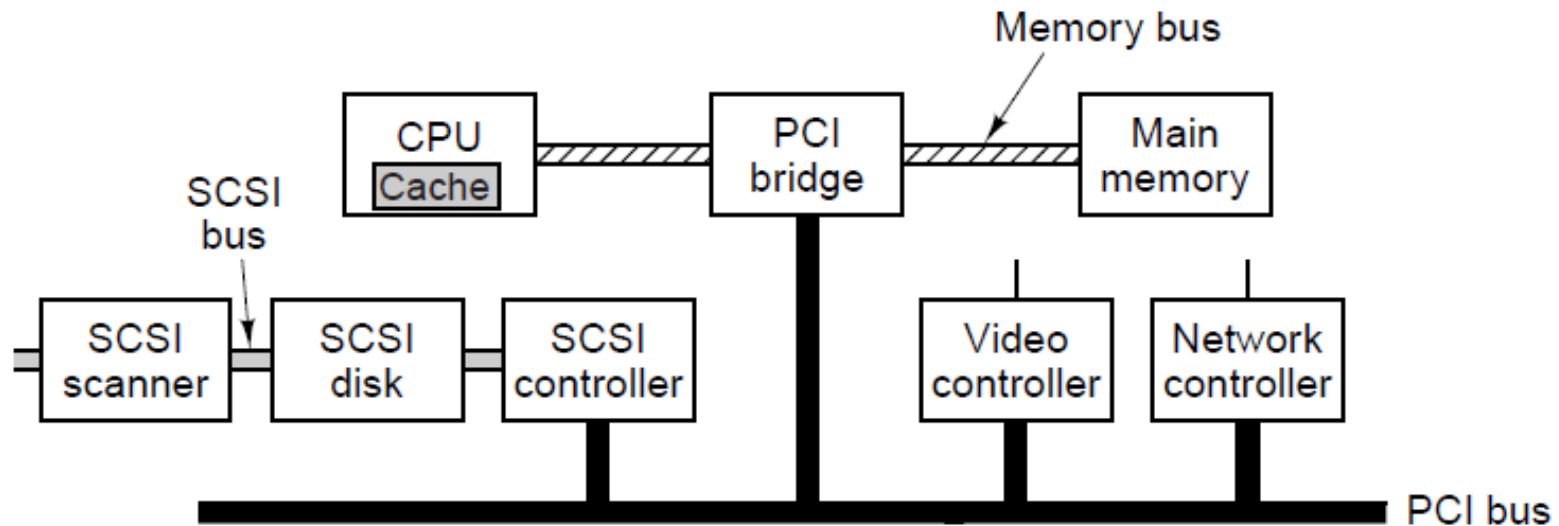 Memory bus
CPU
Cache
PCI
bridge
Main
memory
SCSI
bus
SCSI
scanner
SCSI
disk
SCSI
controller
Video
controller
Network
controller
PCI bus